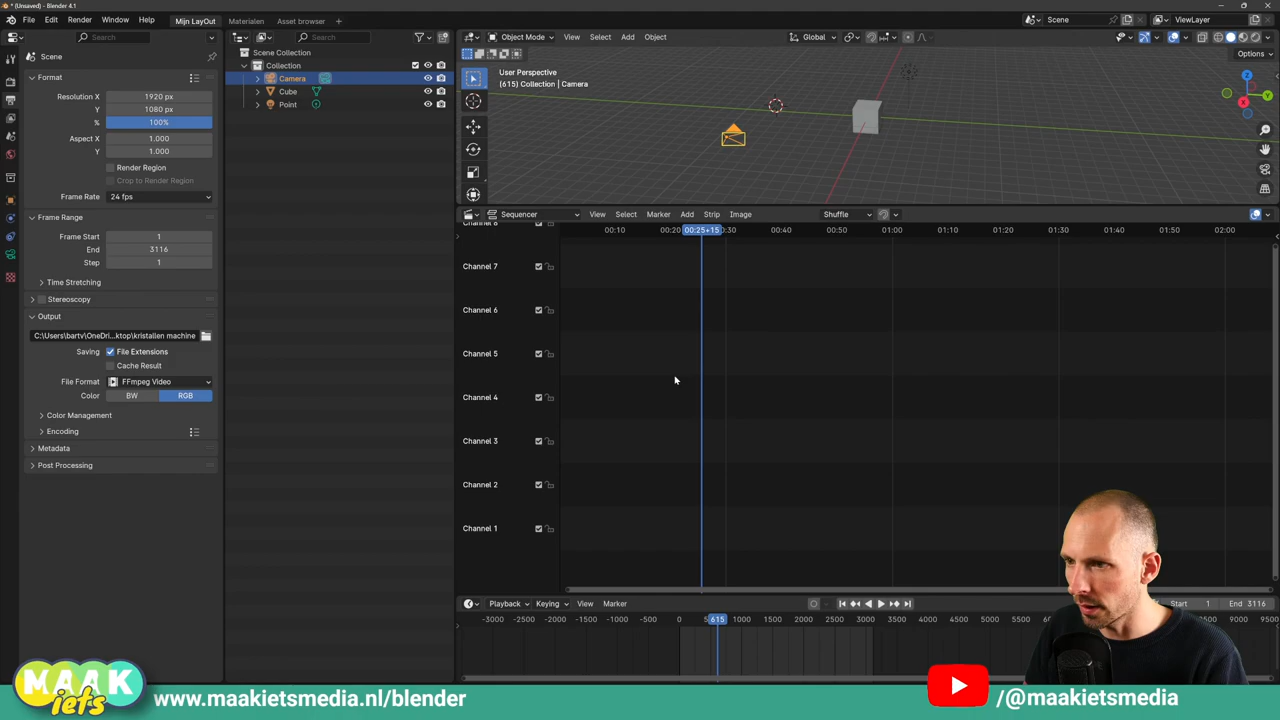 * (Unsaved) - Blender 4.1
File Edit Render Window Help Mijn LayOut Materialen Asset browser + Scene ViewLayer
Search Search Object Mode View Select Add Object Global
Options
Scene
Scene Collection
Format
Collection
User Perspective
Camera
(615) Collection | Camera
Resolution X 1920 px
Cube
Y 1080 px
Point
% 100%
Aspect X 1.000
Y 1.000
Render Region
Crop to Render Region
Frame Rate 24 fps
Frame Range
Sequencer View Select Marker Add Strip Image Shuffle
00:10 00:20 00:25+15 0:30 00:40 00:50 01:00 01:10 01:20 01:30 01:40 01:50 02:00
Frame Start 1
End 3116
Step 1
Channel 7
Time Stretching
Stereoscopy
Channel 6
Output
C:\Users\bartv\OneDri...ktop\kristallen machine
Saving File Extensions
Channel 5
Cache Result
File Format FFmpeg Video
Color BW RGB
Channel 4
Color Management
Encoding
Channel 3
Metadata
Post Processing
Channel 2
Channel 1
Playback Keying View Marker Start 1 End 3116
-3000 -2500 -2000 -1500 -1000 -500 0 615 1000 1500 2000 2500 3000 3500 4000 4500 5000 9500
MAAK
iets
www.maakietsmedia.nl/blender
/@maakietsmedia